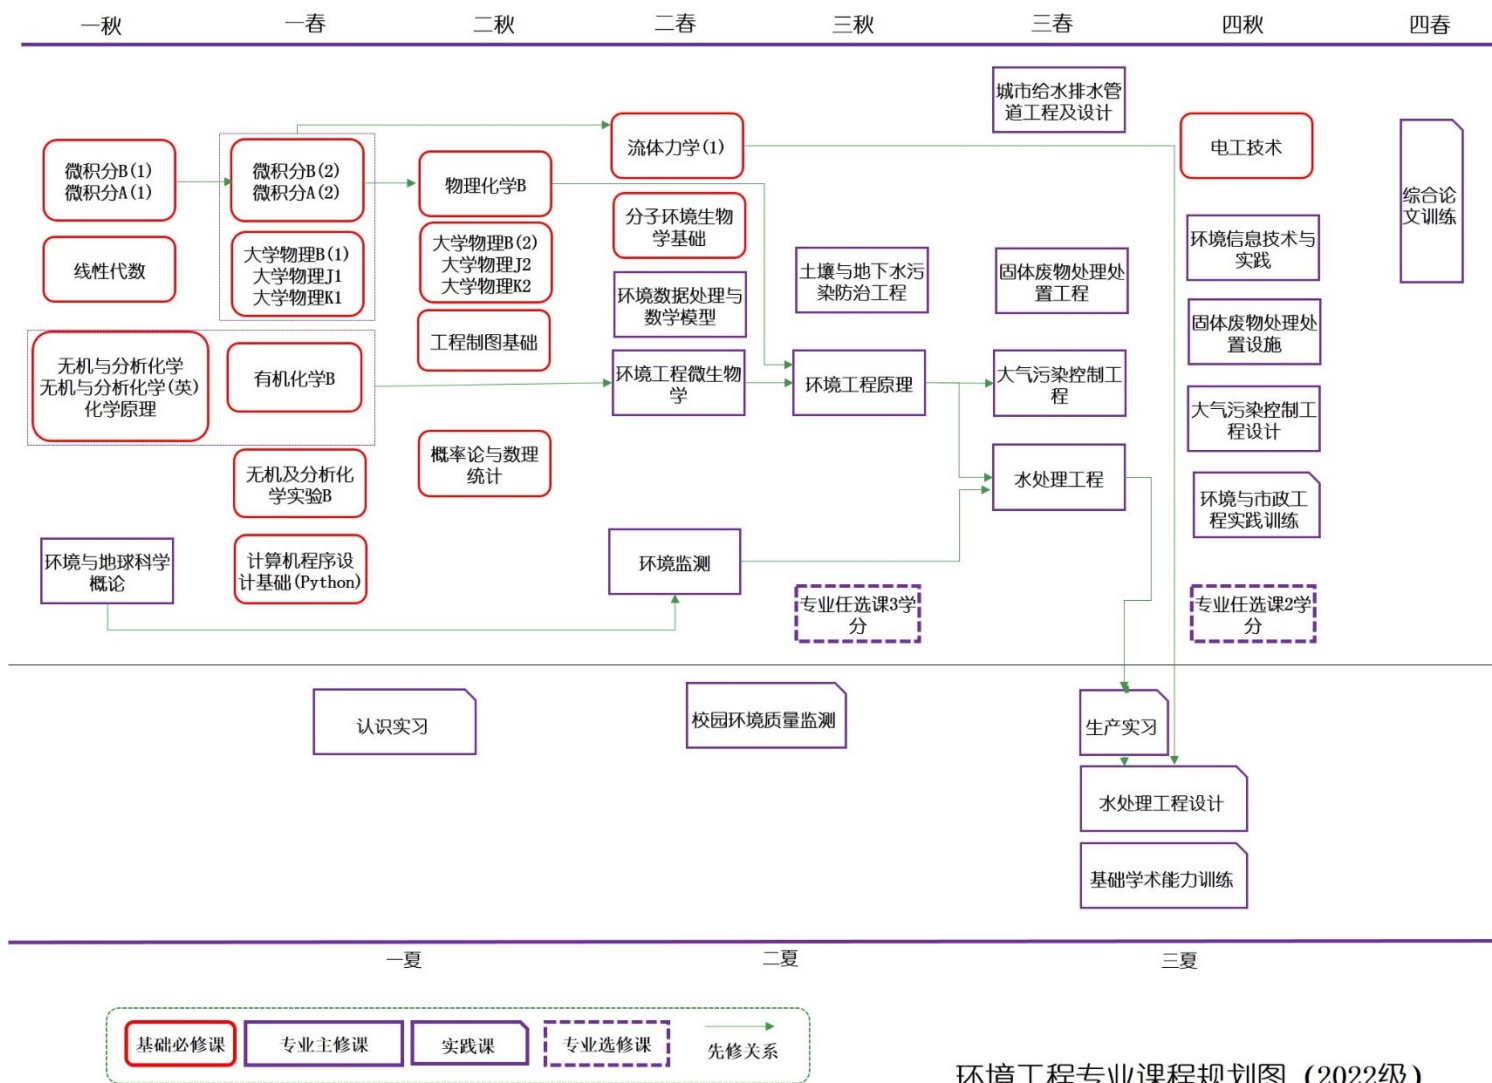 一秋
一春
二秋
二春
三秋
三春
四秋
四春
城市给水排水管
道工程及设计
微积分B(1)
微积分A(1)
微积分B(2)
微积分A(2)
物理化学B
流体力学(1)
电工技术
综合论
文训练
线性代数
大学物理B(1)
大学物理J1
大学物理K1
大学物理B(2)
大学物理J2
大学物理K2
分子环境生物
学基础
环境数据处理与
数学模型
土壤与地下水污
染防治工程
固体废物处理处
置工程
环境信息技术与
实践
固体废物处理处
置设施
无机与分析化学
无机与分析化学(英)
化学原理
有机化学B
工程制图基础
环境工程微生物
学
环境工程原理
大气污染控制工
程
大气污染控制工
程设计
无机及分析化
学实验B
概率论与数理
统计
水处理工程
环境与市政工
程实践训练
环境与地球科学
概论
计算机程序设
计基础(Python)
环境监测
专业任选课3学
分
专业任选课2学
分
认识实习
校园环境质量监测
生产实习
水处理工程设计
基础学术能力训练
一夏
二夏
三夏
基础必修课
专业主修课
实践课
专业选修课
先修关系
环境工程专业课程规划图（2022级）